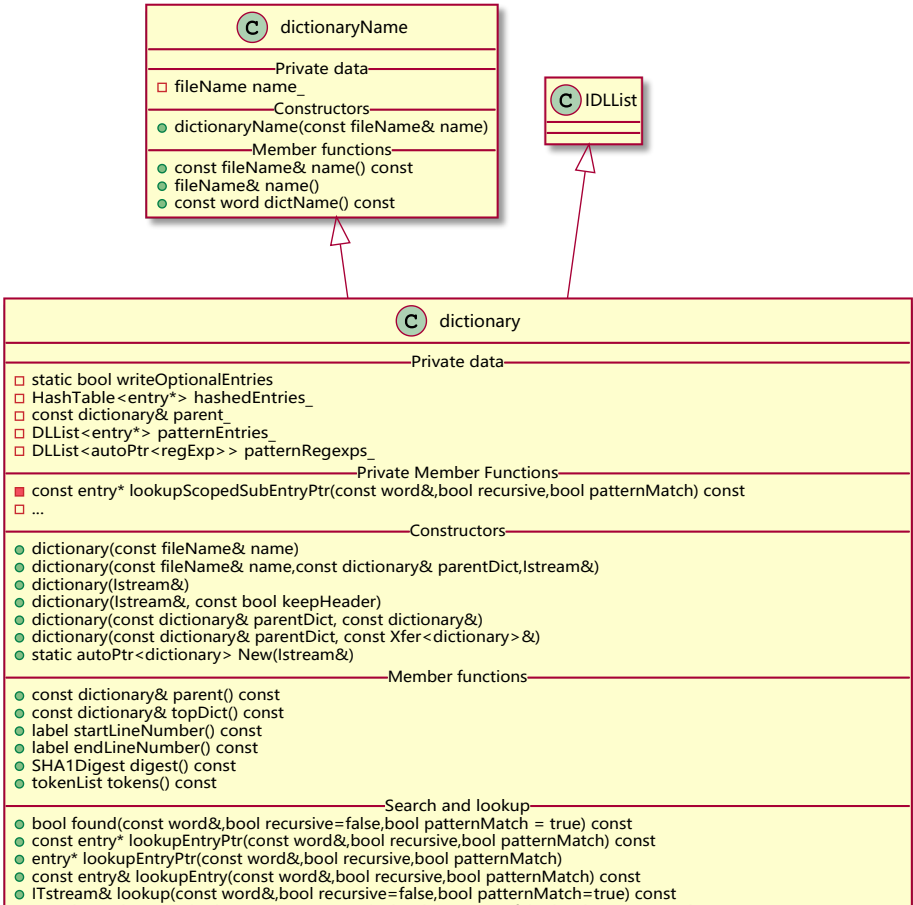 C dictionaryName
Private data
fileName name_
Constructors
dictionaryName(const fileName& name)
Member functions
const fileName& name() const
fileName& name()
const word dictName() const
C IDLList
C dictionary
Private data
static bool writeOptionalEntries
HashTable<entry*> hashedEntries_
const dictionary& parent_
DLList<entry*> patternEntries_
DLList<autoPtr<regExp>> patternRegexps_
Private Member Functions
const entry* lookupScopedSubEntryPtr(const word&,bool recursive,bool patternMatch) const
...
Constructors
dictionary(const fileName& name)
dictionary(const fileName& name,const dictionary& parentDict,Istream&)
dictionary(Istream&)
dictionary(Istream&, const bool keepHeader)
dictionary(const dictionary& parentDict, const dictionary&)
dictionary(const dictionary& parentDict, const Xfer<dictionary>&)
static autoPtr<dictionary> New(Istream&)
Member functions
const dictionary& parent() const
const dictionary& topDict() const
label startLineNumber() const
label endLineNumber() const
SHA1Digest digest() const
tokenList tokens() const
Search and lookup
bool found(const word&,bool recursive=false,bool patternMatch = true) const
const entry* lookupEntryPtr(const word&,bool recursive,bool patternMatch) const
entry* lookupEntryPtr(const word&,bool recursive,bool patternMatch)
const entry& lookupEntry(const word&,bool recursive,bool patternMatch) const
ITstream& lookup(const word&,bool recursive=false,bool patternMatch=true) const